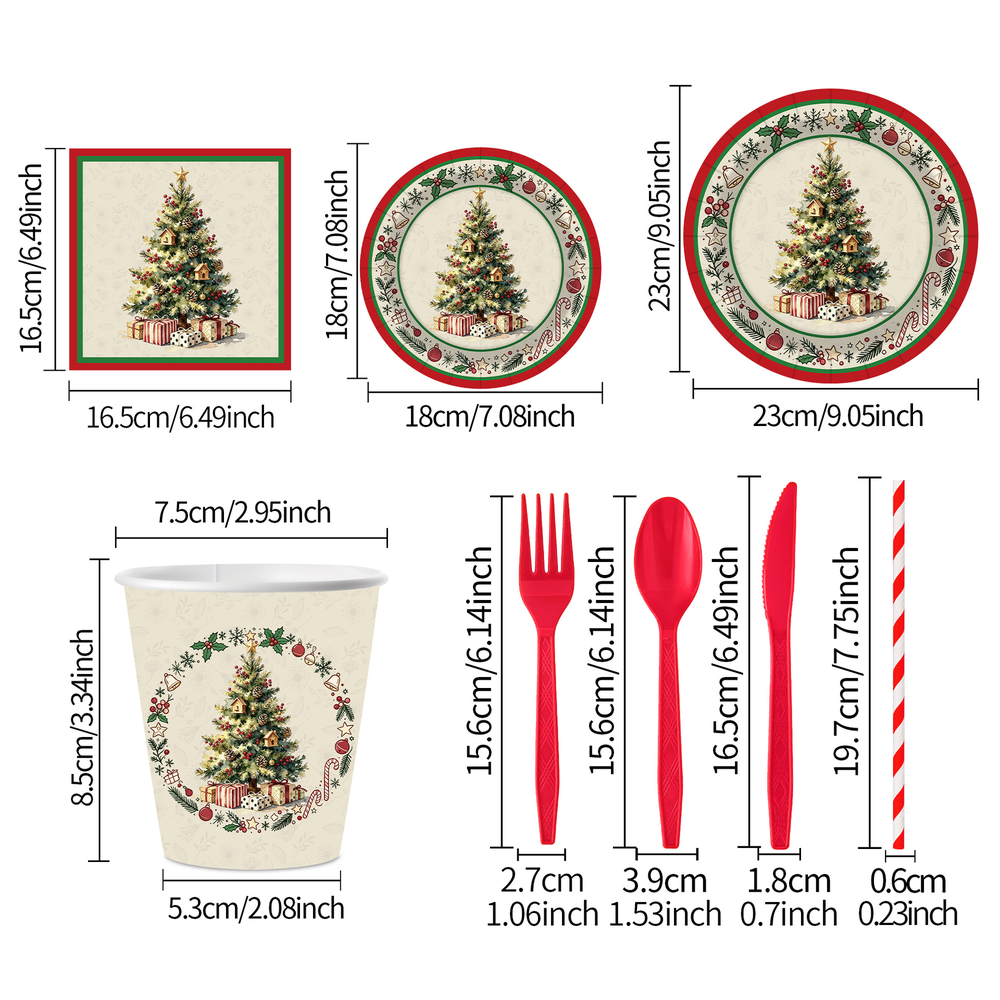 16.5cm/6.49inch
16.5cm/6.49inch
18cm/7.08inch
18cm/7.08inch
23cm/9.05inch
23cm/9.05inch
7.5cm/2.95inch
8.5cm/3.34inch
5.3cm/2.08inch
15.6cm/6.14inch
2.7cm
1.06inch
15.6cm/6.14inch
3.9cm
1.53inch
16.5cm/6.49inch
1.8cm
0.7inch
19.7cm/7.75inch
0.6cm
0.23inch